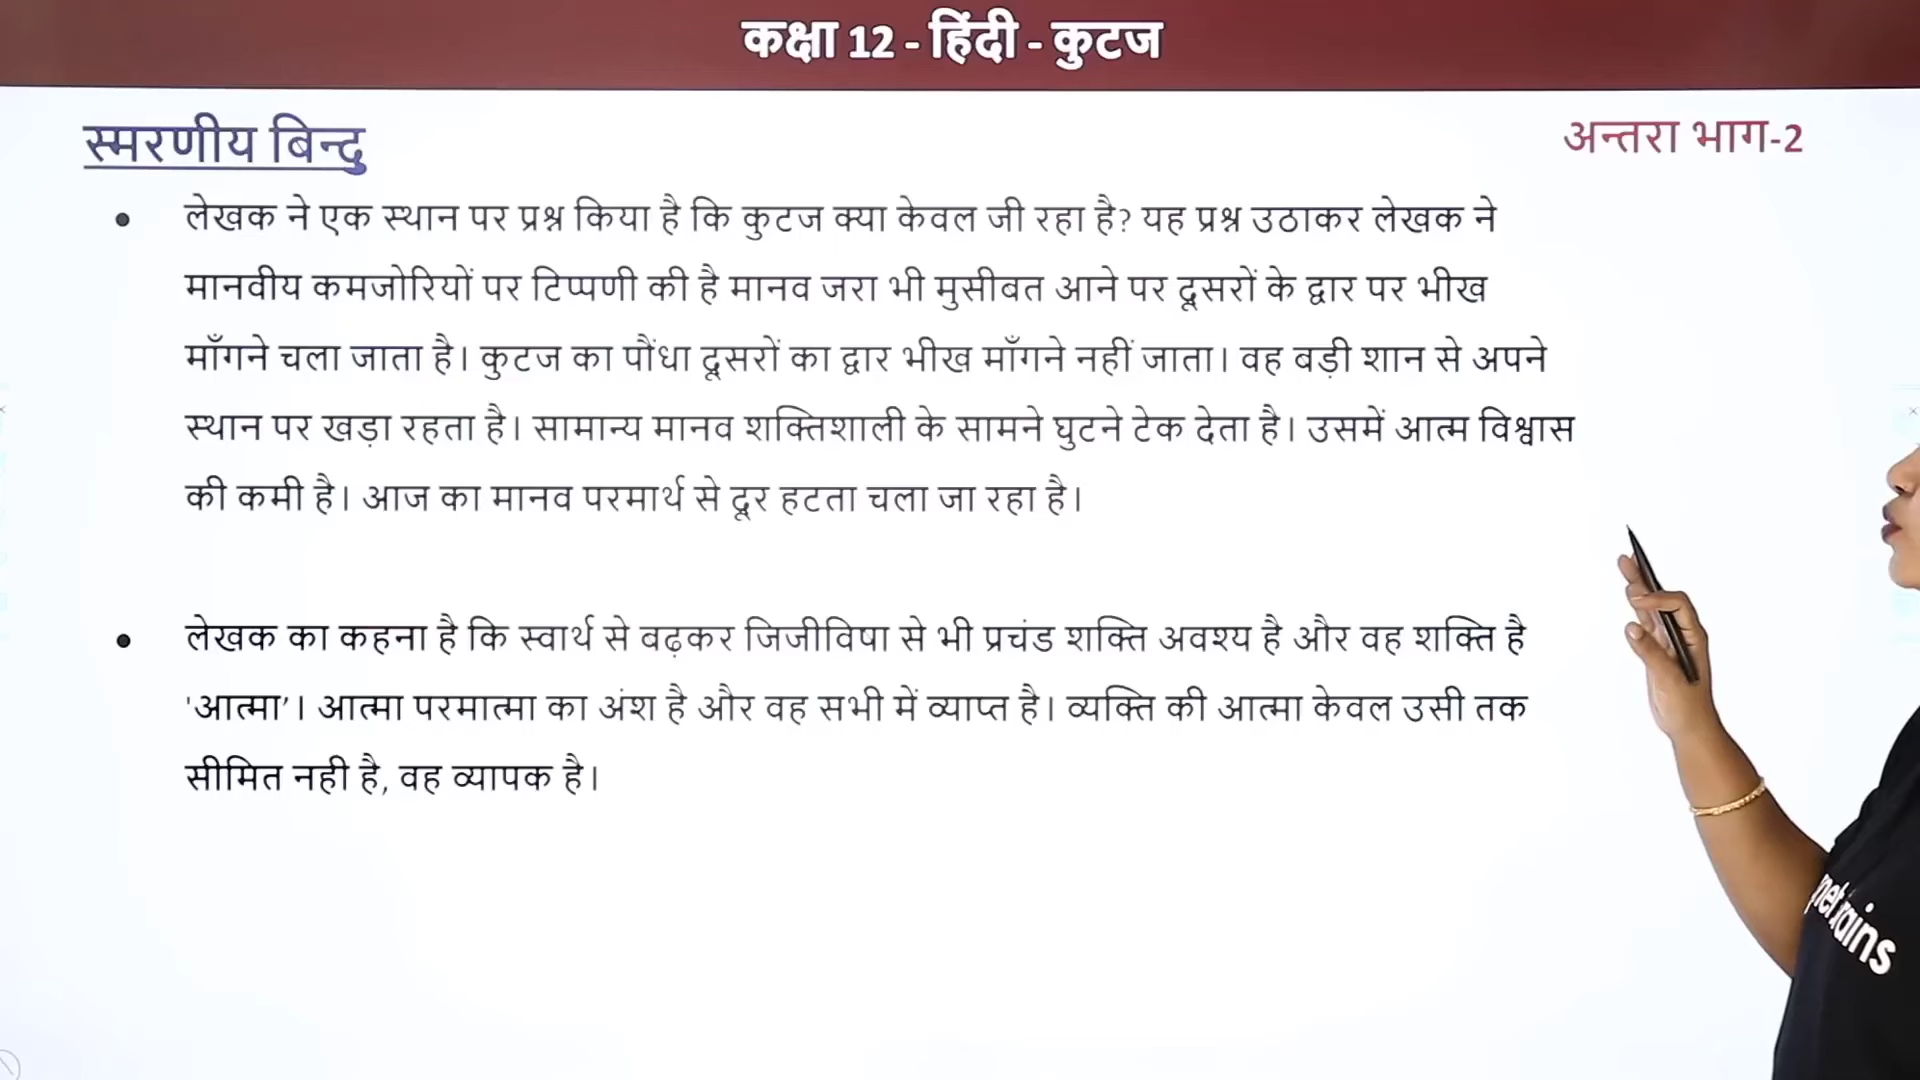 कक्षा 12 - हिंदी - कुटज
स्मरणीय बिन्दु
अन्तरा भाग-2
• लेखक ने एक स्थान पर प्रश्न किया है कि कुटज क्या केवल जी रहा है? यह प्रश्न उठाकर लेखक ने
मानवीय कमजोरियों पर टिप्पणी की है मानव जरा भी मुसीबत आने पर दूसरों के द्वार पर भीख
माँगने चला जाता है। कुटज का पौंधा दूसरों का द्वार भीख माँगने नहीं जाता। वह बड़ी शान से अपने
स्थान पर खड़ा रहता है। सामान्य मानव शक्तिशाली के सामने घुटने टेक देता है। उसमें आत्म विश्वास
की कमी है। आज का मानव परमार्थ से दूर हटता चला जा रहा है।
• लेखक का कहना है कि स्वार्थ से बढ़कर जिजीविषा से भी प्रचंड शक्ति अवश्य है और वह शक्ति है
'आत्मा'। आत्मा परमात्मा का अंश है और वह सभी में व्याप्त है। व्यक्ति की आत्मा केवल उसी तक
सीमित नही है, वह व्यापक है।